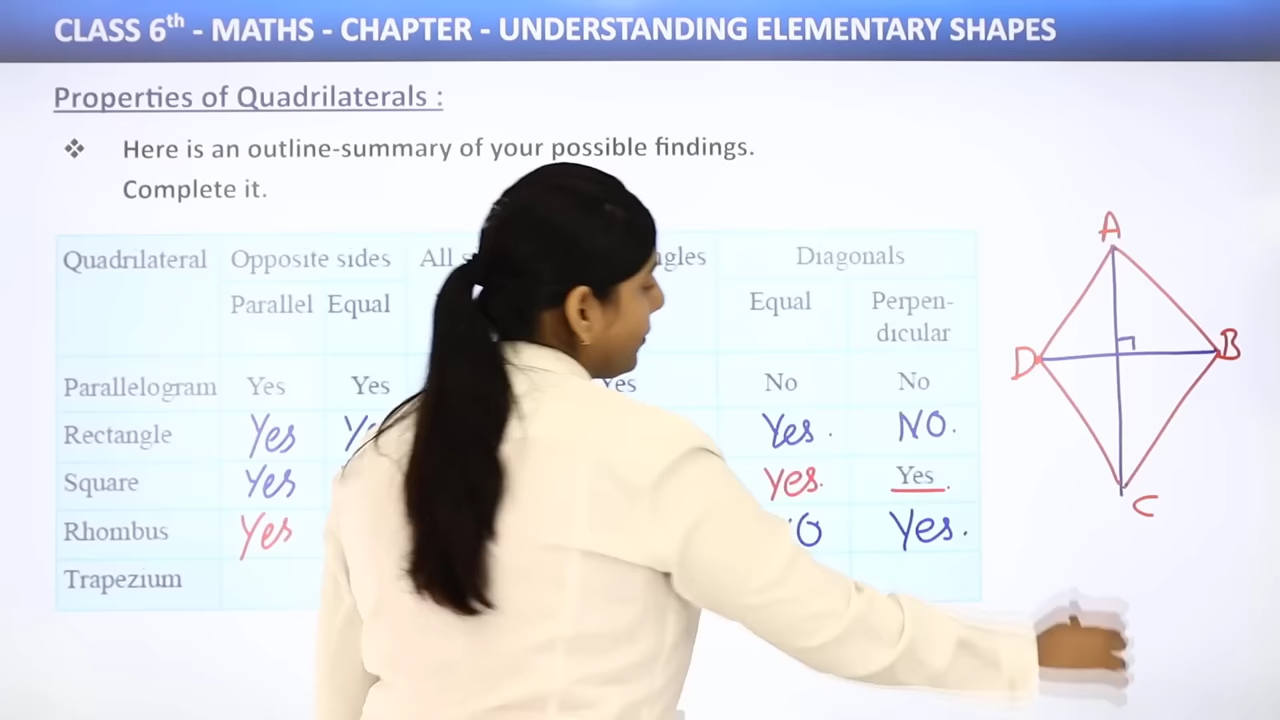 CLASS 6th - MATHS - CHAPTER - UNDERSTANDING ELEMENTARY SHAPES
Properties of Quadrilaterals :
❖ Here is an outline-summary of your possible findings.
Complete it.
Quadrilateral Opposite sides All Diagonals
Parallel Equal Equal Perpen-
dicular
Parallelogram Yes Yes Yes No No
Rectangle Yes Yes . NO.
Square Yes Yes. Yes .
Rhombus Yes Yes.
Trapezium
A
D B
C